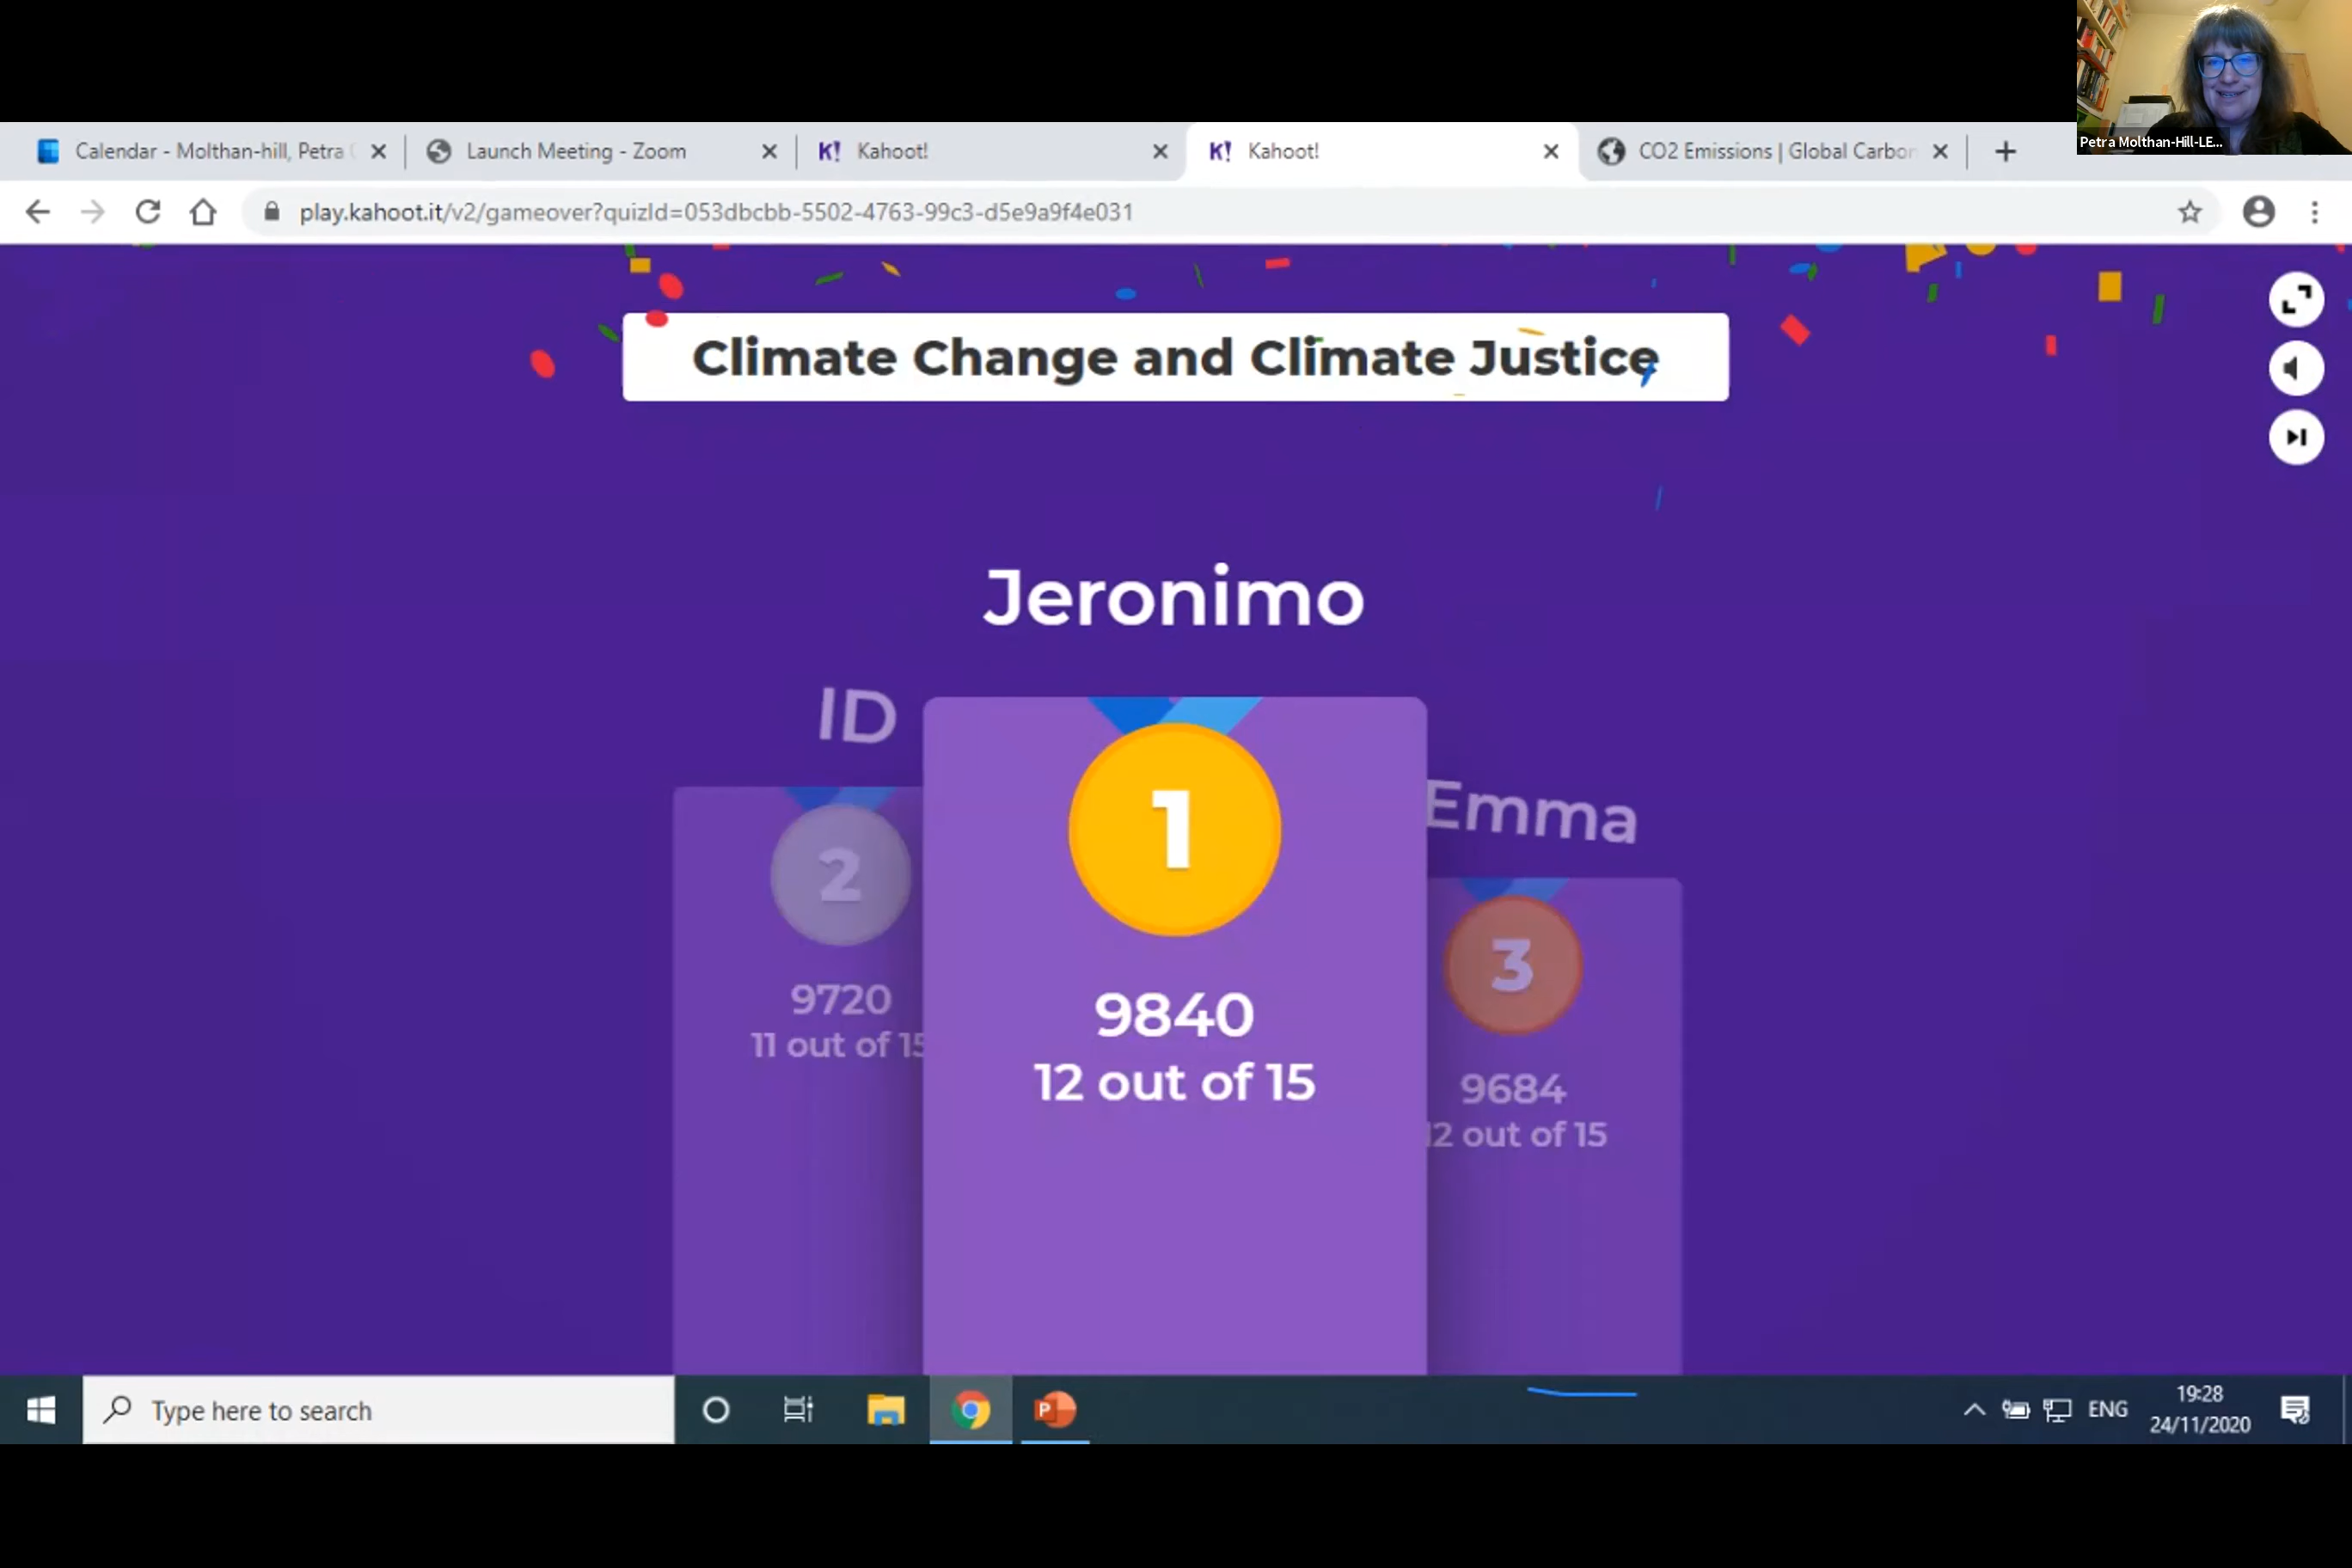 Petra Molthan-Hill-LE...
Calendar - Molthan-hill, Petra
Launch Meeting - Zoom
K! Kahoot!
K! Kahoot!
CO2 Emissions | Global Carbon
play.kahoot.it/v2/gameover?quizId=053dbcbb-5502-4763-99c3-d5e9a9f4e031
Climate Change and Climate Justice
Jeronimo
1
9840
12 out of 15
ID
2
9720
11 out of 15
Emma
3
9684
12 out of 15
Type here to search
P
ENG
19:28
24/11/2020